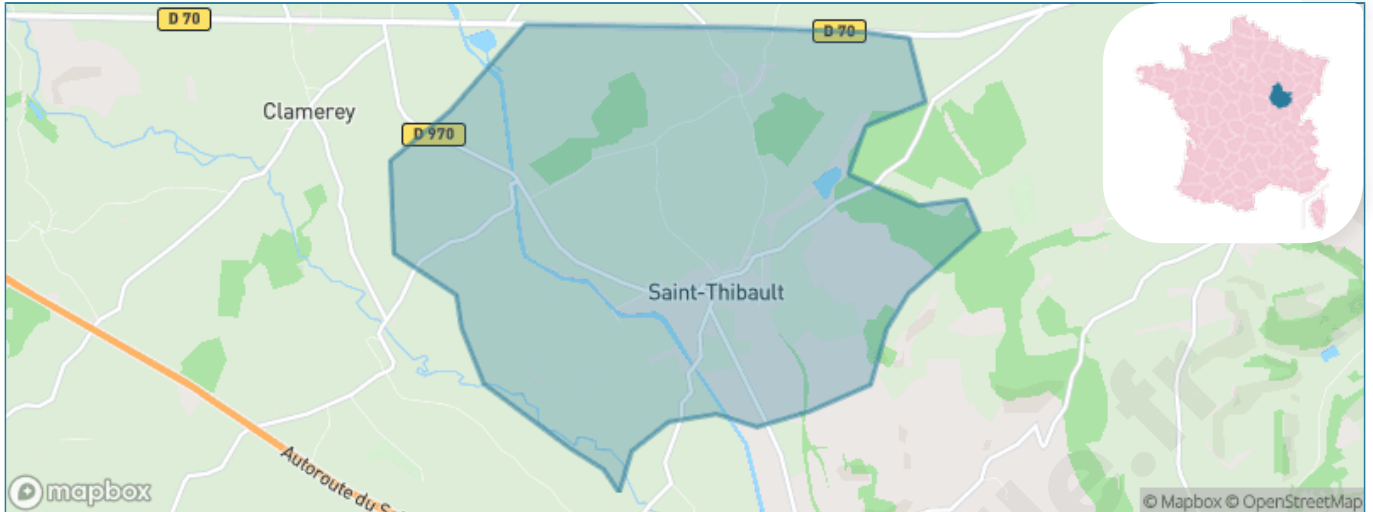 D 70
D 70
Clamerey
D 970
Saint-Thibault
Autoroute du S
mapbox
© Mapbox © OpenStreetMap